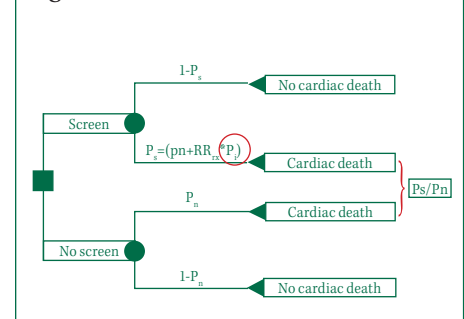 1-Ps
No cardiac death
Screen
Ps=(pn+RRrx*Pi)
Cardiac death
Ps/Pn
Pn
Cardiac death
No screen
1-Pn
No cardiac death